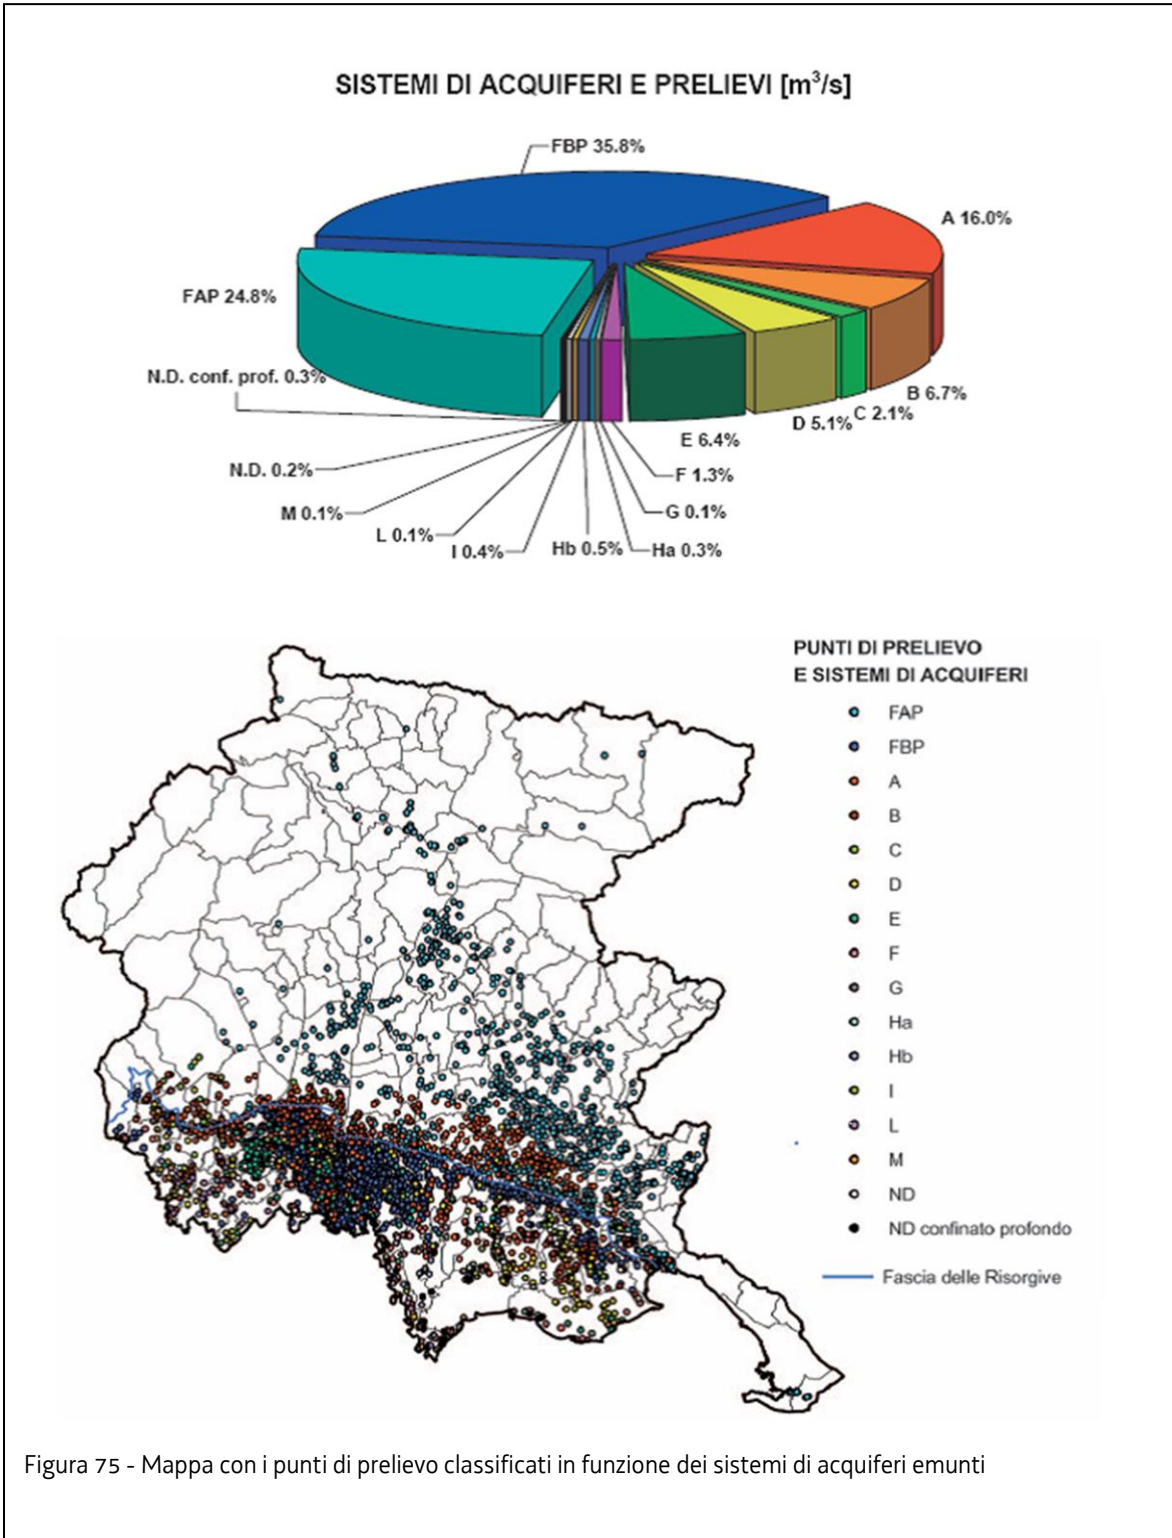 SISTEMI DI ACQUIFERI E PRELIEVI [m³/s]
FBP 35.8%
A 16.0%
FAP 24.8%
N.D. conf. prof. 0.3%
B 6.7%
C 2.1%
D 5.1%
E 6.4%
N.D. 0.2%
F 1.3%
M 0.1%
G 0.1%
L 0.1%
I 0.4%
Hb 0.5%
Ha 0.3%
PUNTI DI PRELIEVO
E SISTEMI DI ACQUIFERI
FAP
FBP
A
B
C
D
E
F
G
Ha
Hb
I
L
M
ND
ND confinato profondo
Fascia delle Risorgive
Figura 75 - Mappa con i punti di prelievo classificati in funzione dei sistemi di acquiferi emunti